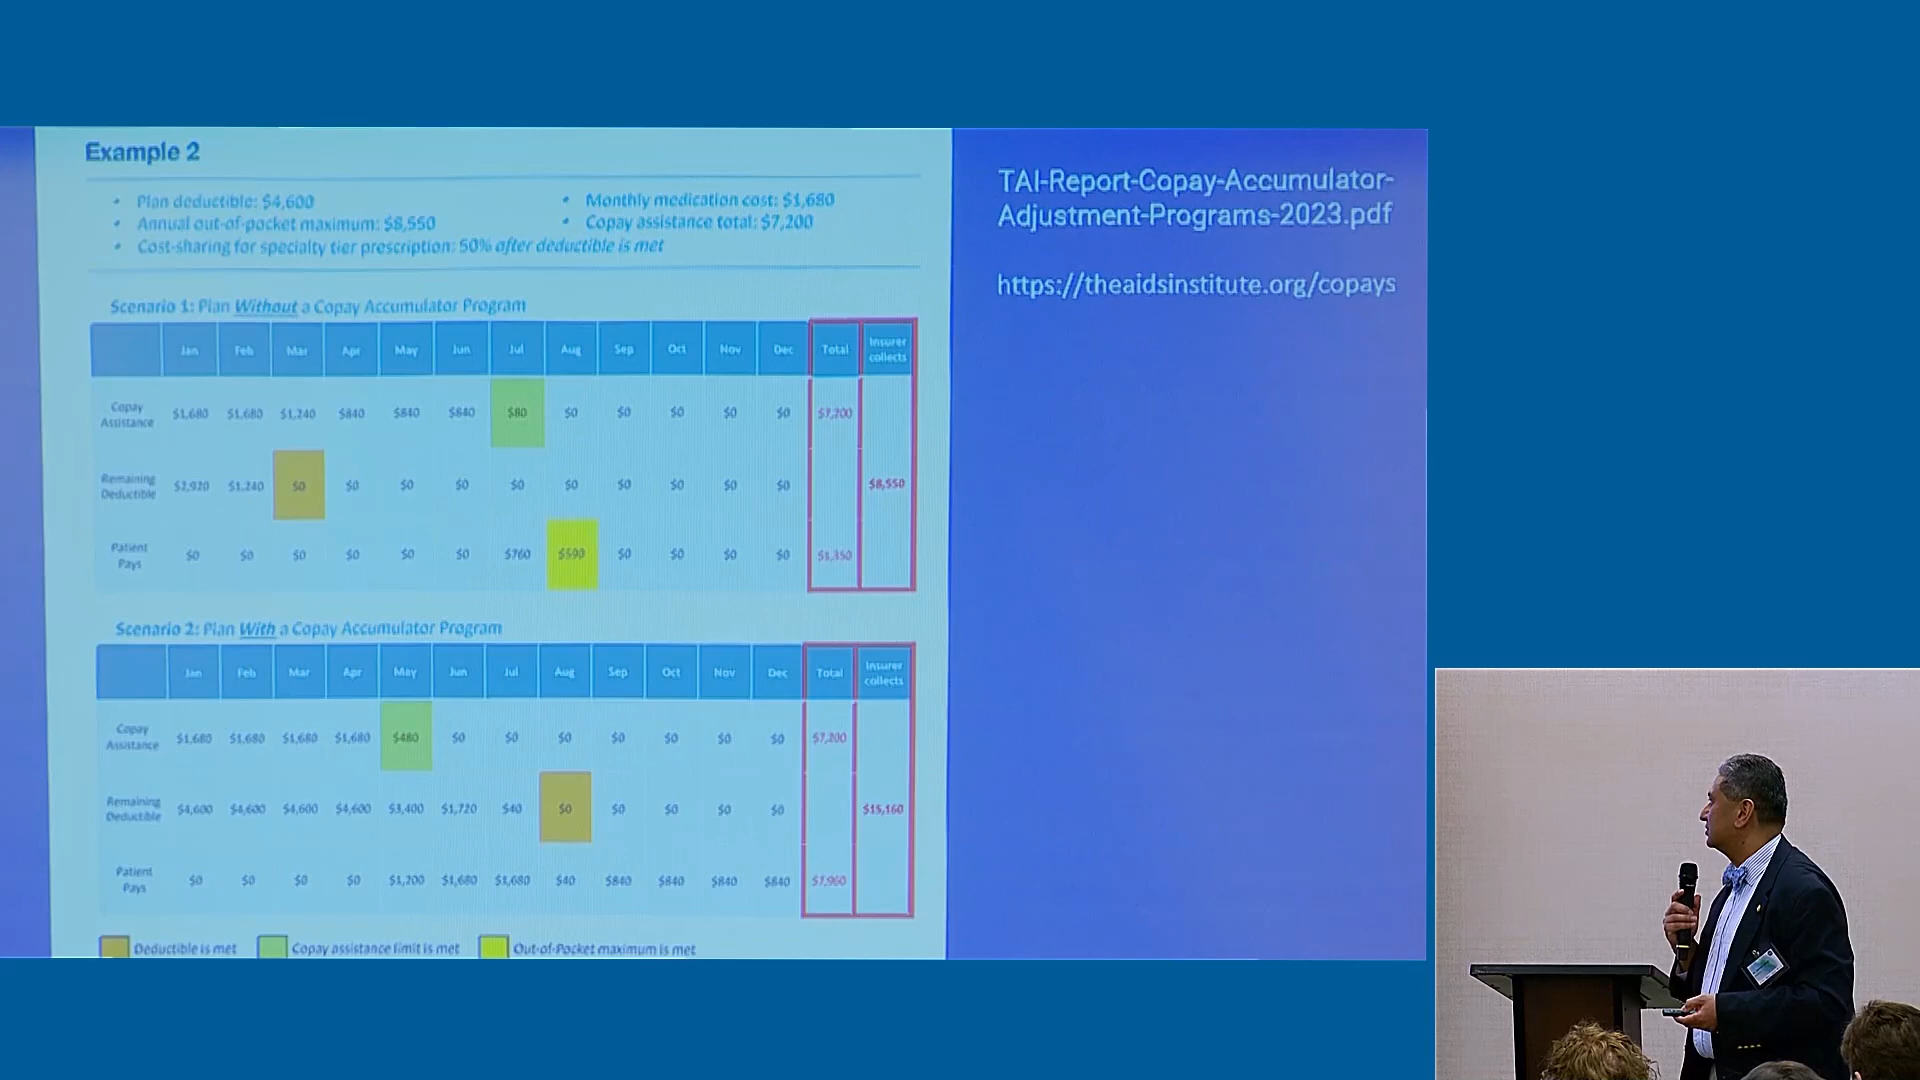 Example 2
• Plan deductible: $4,600
• Annual out-of-pocket maximum: $8,550
• Cost-sharing for specialty tier prescription: 50% after deductible is met
• Monthly medication cost: $1,680
• Copay assistance total: $7,200
Scenario 1: Plan Without a Copay Accumulator Program
Jan Feb Mar Apr May Jun Jul Aug Sep Oct Nov Dec Total Insurer collects
Copay Assistance $1,680 $1,680 $1,240 $840 $840 $840 $80 $0 $0 $0 $0 $0 $7,200
Remaining Deductible $2,920 $1,240 $0 $0 $0 $0 $0 $0 $0 $0 $0 $0 $8,550
Patient Pays $0 $0 $0 $0 $0 $0 $760 $590 $0 $0 $0 $0 $1,350
Scenario 2: Plan With a Copay Accumulator Program
Jan Feb Mar Apr May Jun Jul Aug Sep Oct Nov Dec Total Insurer collects
Copay Assistance $1,680 $1,680 $1,680 $1,680 $480 $0 $0 $0 $0 $0 $0 $0 $7,200
Remaining Deductible $4,600 $4,600 $4,600 $4,600 $3,400 $1,720 $40 $0 $0 $0 $0 $0 $15,160
Patient Pays $0 $0 $0 $0 $1,200 $1,680 $1,680 $40 $840 $840 $840 $840 $7,960
Deductible is met Copay assistance limit is met Out-of-Pocket maximum is met
TAI-Report-Copay-Accumulator-
Adjustment-Programs-2023.pdf
https://theaidsinstitute.org/copays